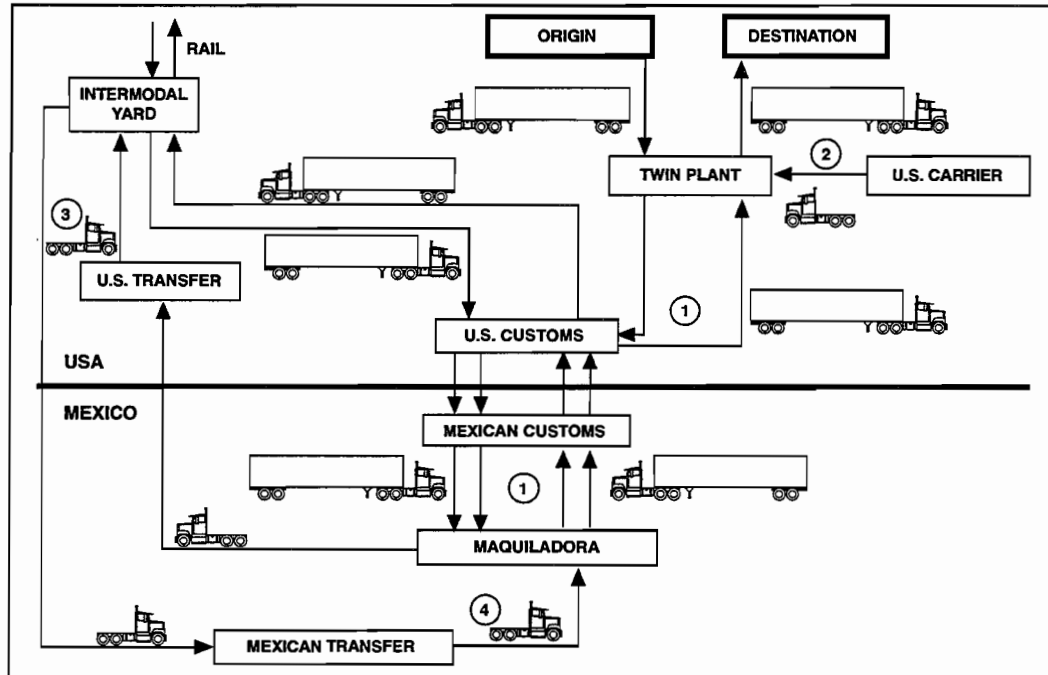 RAIL
ORIGIN
DESTINATION
INTERMODAL
YARD
2
TWIN PLANT
U.S. CARRIER
3
U.S. TRANSFER
1
U.S. CUSTOMS
USA
MEXICO
MEXICAN CUSTOMS
1
MAQUILADORA
4
MEXICAN TRANSFER